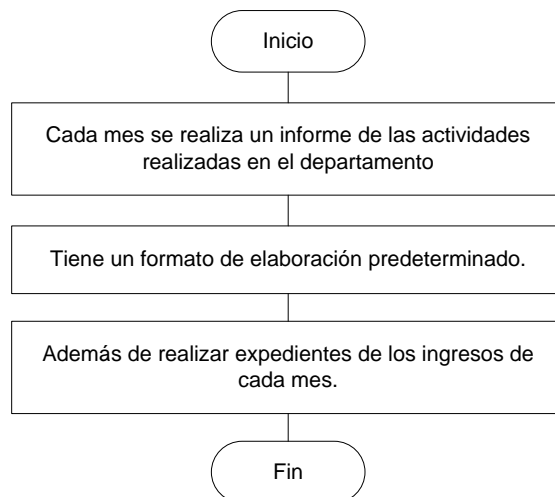 Inicio
Cada mes se realiza un informe de las actividades
realizadas en el departamento
Tiene un formato de elaboración predeterminado.
Además de realizar expedientes de los ingresos de
cada mes.
Fin